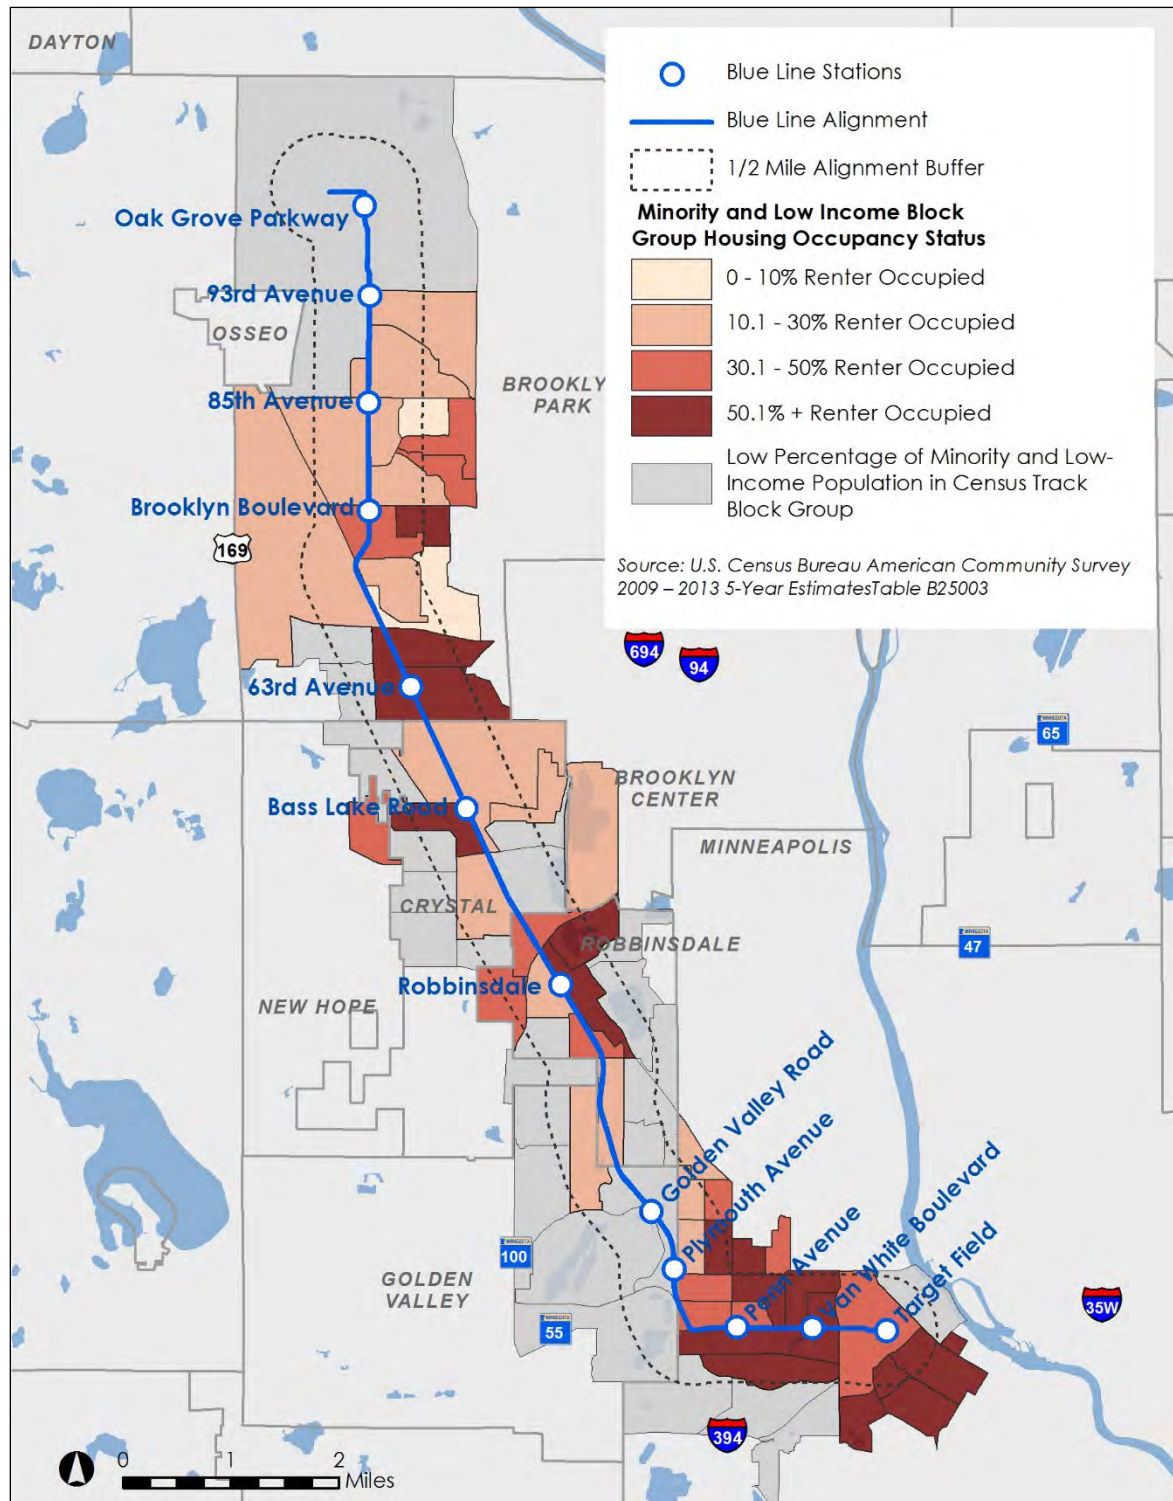 DAYTON
Blue Line Stations
Blue Line Alignment
1/2 Mile Alignment Buffer
Minority and Low Income Block
Group Housing Occupancy Status
0 - 10% Renter Occupied
10.1 - 30% Renter Occupied
30.1 - 50% Renter Occupied
50.1% + Renter Occupied
Low Percentage of Minority and Low-
Income Population in Census Track
Block Group
Source: U.S. Census Bureau American Community Survey
2009 – 2013 5-Year EstimatesTable B25003
Oak Grove Parkway
93rd Avenue
OSSEO
BROOKLY
PARK
85th Avenue
Brooklyn Boulevard
169
694
94
63rd Avenue
MINNESOTA
65
BROOKLYN
CENTER
Bass Lake Road
MINNEAPOLIS
CRYSTAL
ROBBINSDALE
MINNESOTA
47
Robbinsdale
NEW HOPE
Golden Valley Road
Plymouth Avenue
Penn Avenue
Van White Boulevard
Target Field
MINNESOTA
100
GOLDEN
VALLEY
MINNESOTA
55
35W
394
0 1 2
Miles